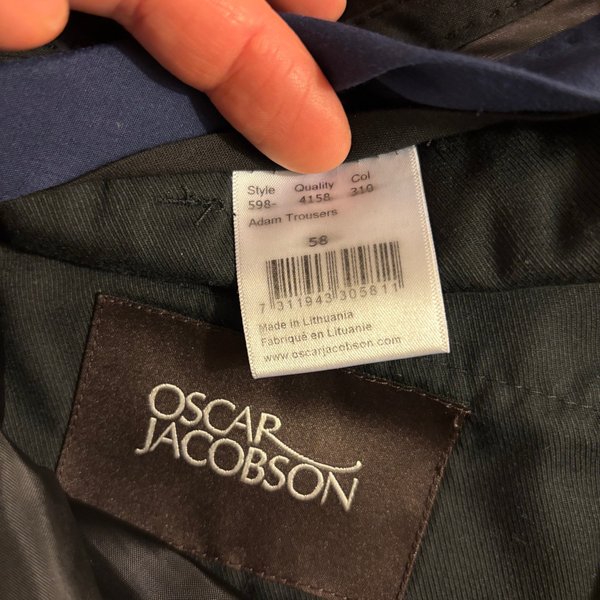 Style Quality Col
598- 4158 310
Adam Trousers
58
7 311943 305811
Made in Lithuania
Fabriqué en Lituanie
www.oscarjacobson.com
OSCAR
JACOBSON